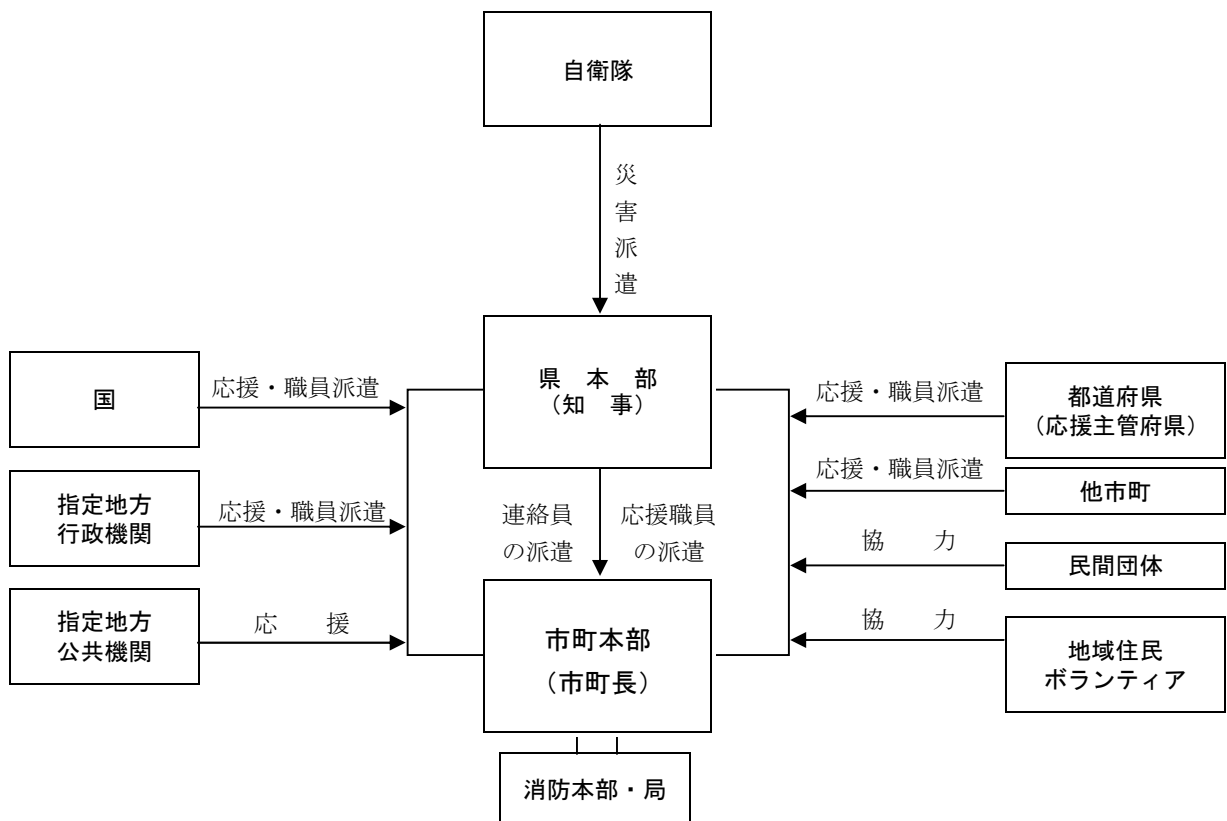 自衛隊
災害派遣
県 本 部
（知 事）
国
応援・職員派遣
指定地方
行政機関
応援・職員派遣
指定地方
公共機関
応 援
応援・職員派遣
都道府県
（応援主管府県）
応援・職員派遣
他市町
協 力
民間団体
協 力
地域住民
ボランティア
連絡員
の派遣
応援職員
の派遣
市町本部
（市町長）
消防本部・局